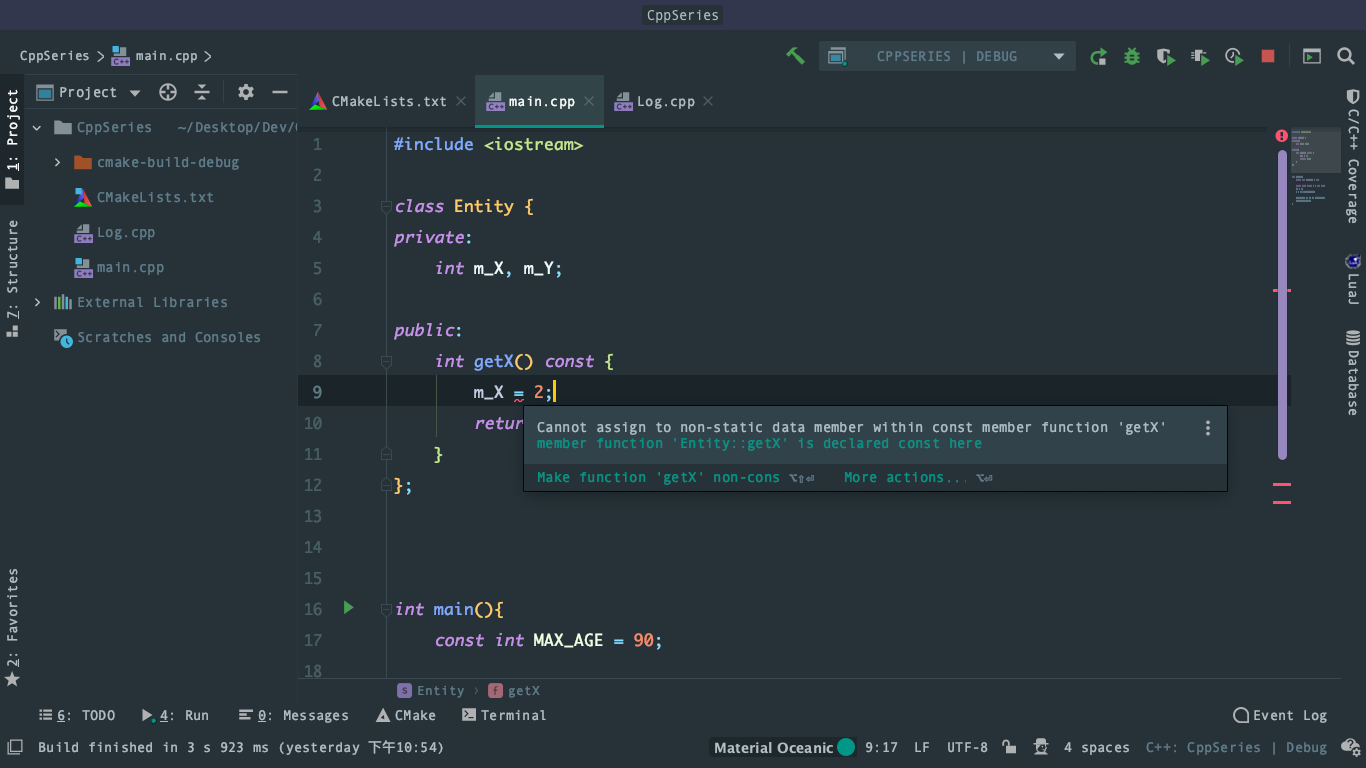 CppSeries
CppSeries > main.cpp >
CPPSERIES | DEBUG
Project
CMakeLists.txt
main.cpp
Log.cpp
1: Project
Z: Structure
2: Favorites
CppSeries ~/Desktop/Dev/
cmake-build-debug
CMakeLists.txt
Log.cpp
main.cpp
External Libraries
Scratches and Consoles
1 #include <iostream>
2
3 class Entity {
4 private:
5 int m_X, m_Y;
6
7 public:
8 int getX() const {
9 m_X = 2;
10 retur
11 }
12 };
13
14
15
16 int main(){
17 const int MAX_AGE = 90;
18
Cannot assign to non-static data member within const member function 'getX'
member function 'Entity::getX' is declared const here
Make function 'getX' non-cons ⌥⇧⏎ More actions... ⌥⏎
C/C++ Coverage
LuaJ
Database
Entity > getX
6: TODO
4: Run
0: Messages
CMake
Terminal
Event Log
Build finished in 3 s 923 ms (yesterday 下午10:54)
Material Oceanic
9:17
LF
UTF-8
4 spaces
C++: CppSeries | Debug